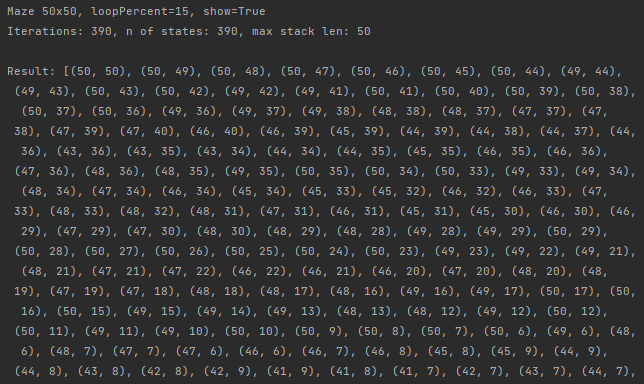 Maze 50x50, loopPercent=15, show=True
Iterations: 390, n of states: 390, max stack len: 50
Result: [(50, 50), (50, 49), (50, 48), (50, 47), (50, 46), (50, 45), (50, 44), (49, 44),
(49, 43), (50, 43), (50, 42), (49, 42), (49, 41), (50, 41), (50, 40), (50, 39), (50, 38),
(50, 37), (50, 36), (49, 36), (49, 37), (49, 38), (48, 38), (48, 37), (47, 37), (47,
38), (47, 39), (47, 40), (46, 40), (46, 39), (45, 39), (44, 39), (44, 38), (44, 37), (44,
36), (43, 36), (43, 35), (43, 34), (44, 34), (44, 35), (45, 35), (46, 35), (46, 36),
(47, 36), (48, 36), (48, 35), (49, 35), (50, 35), (50, 34), (50, 33), (49, 33), (49, 34),
(48, 34), (47, 34), (46, 34), (45, 34), (45, 33), (45, 32), (46, 32), (46, 33), (47,
33), (48, 33), (48, 32), (48, 31), (47, 31), (46, 31), (45, 31), (45, 30), (46, 30), (46,
29), (47, 29), (47, 30), (48, 30), (48, 29), (48, 28), (49, 28), (49, 29), (50, 29),
(50, 28), (50, 27), (50, 26), (50, 25), (50, 24), (50, 23), (49, 23), (49, 22), (49, 21),
(48, 21), (47, 21), (47, 22), (46, 22), (46, 21), (46, 20), (47, 20), (48, 20), (48,
19), (47, 19), (47, 18), (48, 18), (48, 17), (48, 16), (49, 16), (49, 17), (50, 17), (50,
16), (50, 15), (49, 15), (49, 14), (49, 13), (48, 13), (48, 12), (49, 12), (50, 12),
(50, 11), (49, 11), (49, 10), (50, 10), (50, 9), (50, 8), (50, 7), (50, 6), (49, 6), (48,
6), (48, 7), (47, 7), (47, 6), (46, 6), (46, 7), (46, 8), (45, 8), (45, 9), (44, 9),
(44, 8), (43, 8), (42, 8), (42, 9), (41, 9), (41, 8), (41, 7), (42, 7), (43, 7), (44, 7),